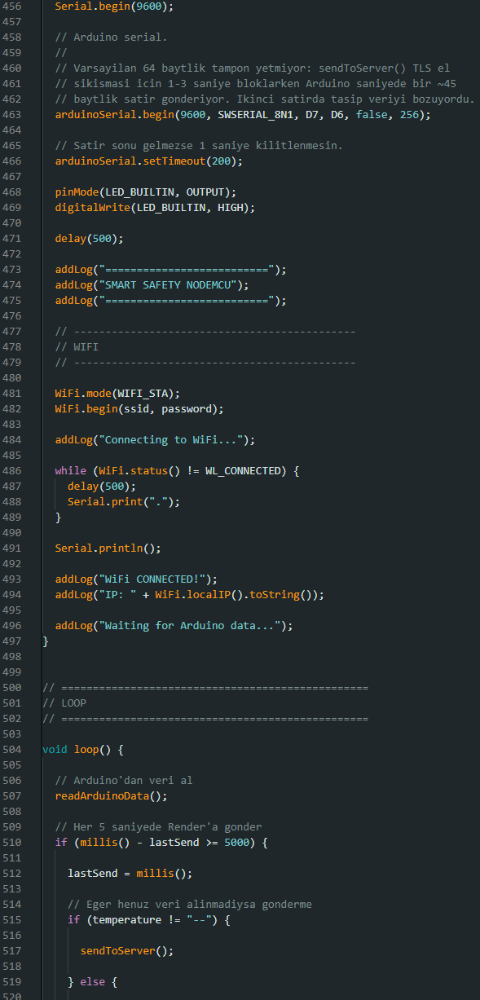 456 Serial.begin(9600);
457
458 // Arduino serial.
459 //
460 // Varsayilan 64 baytlik tampon yetmiyor: sendToServer() TLS el
461 // sikismasi icin 1-3 saniye bloklarken Arduino saniyede bir ~45
462 // baytlik satir gonderiyor. Ikinci satirda tasip veriyi bozuyordu.
463 arduinoSerial.begin(9600, SWSERIAL_8N1, D7, D6, false, 256);
464
465 // Satir sonu gelmezse 1 saniye kilitlenmesin.
466 arduinoSerial.setTimeout(200);
467
468 pinMode(LED_BUILTIN, OUTPUT);
469 digitalWrite(LED_BUILTIN, HIGH);
470
471 delay(500);
472
473 addLog("==========================");
474 addLog("SMART SAFETY NODEMCU");
475 addLog("==========================");
476
477 // ---------------------------------------------
478 // WIFI
479 // ---------------------------------------------
480
481 WiFi.mode(WIFI_STA);
482 WiFi.begin(ssid, password);
483
484 addLog("Connecting to WiFi...");
485
486 while (WiFi.status() != WL_CONNECTED) {
487 delay(500);
488 Serial.print(".");
489 }
490
491 Serial.println();
492
493 addLog("WiFi CONNECTED!");
494 addLog("IP: " + WiFi.localIP().toString());
495
496 addLog("Waiting for Arduino data...");
497 }
498
499
500 // =================================================
501 // LOOP
502 // =================================================
503
504 void loop() {
505
506 // Arduino'dan veri al
507 readArduinoData();
508
509 // Her 5 saniyede Render'a gonder
510 if (millis() - lastSend >= 5000) {
511
512 lastSend = millis();
513
514 // Eger henuz veri alinmadiysa gonderme
515 if (temperature != "--") {
516
517 sendToServer();
518
519 } else {
520